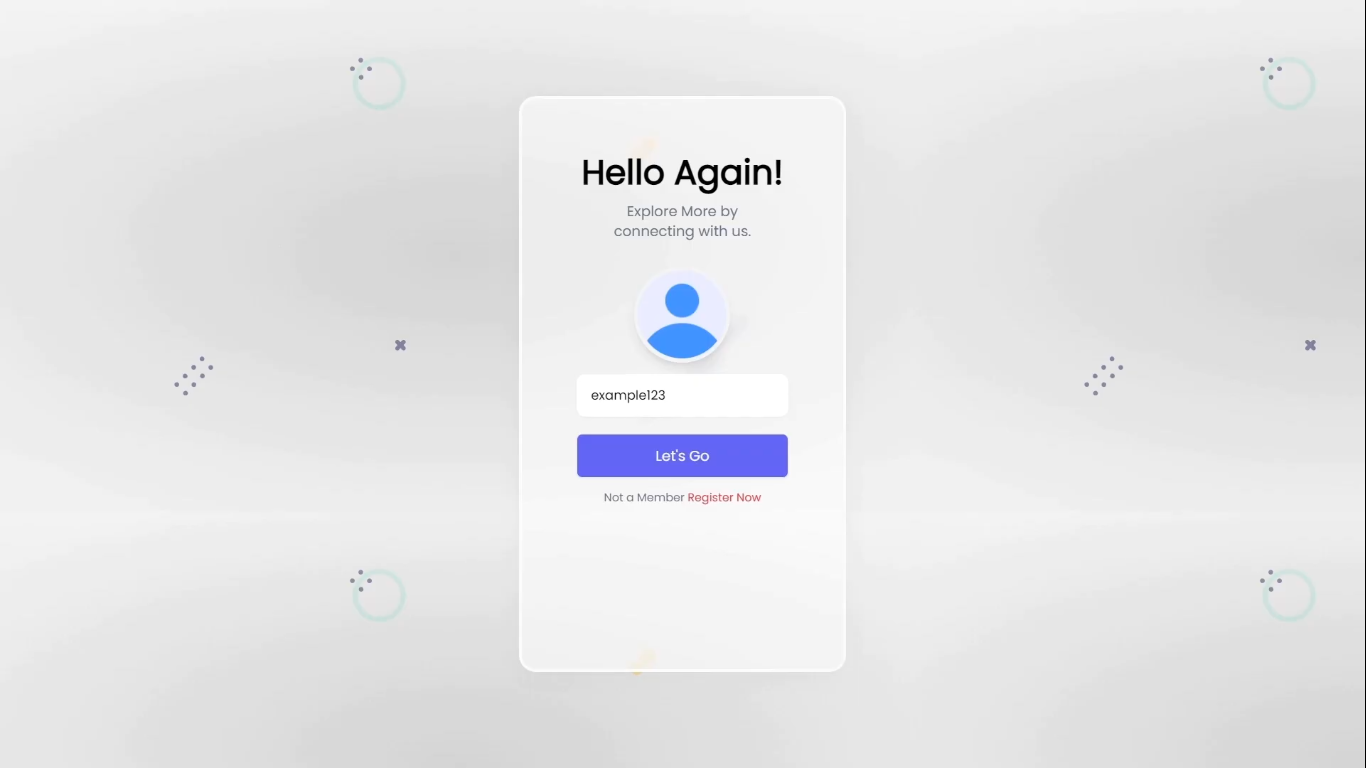 Hello Again!
Explore More by
connecting with us.
example123
Let's Go
Not a Member Register Now